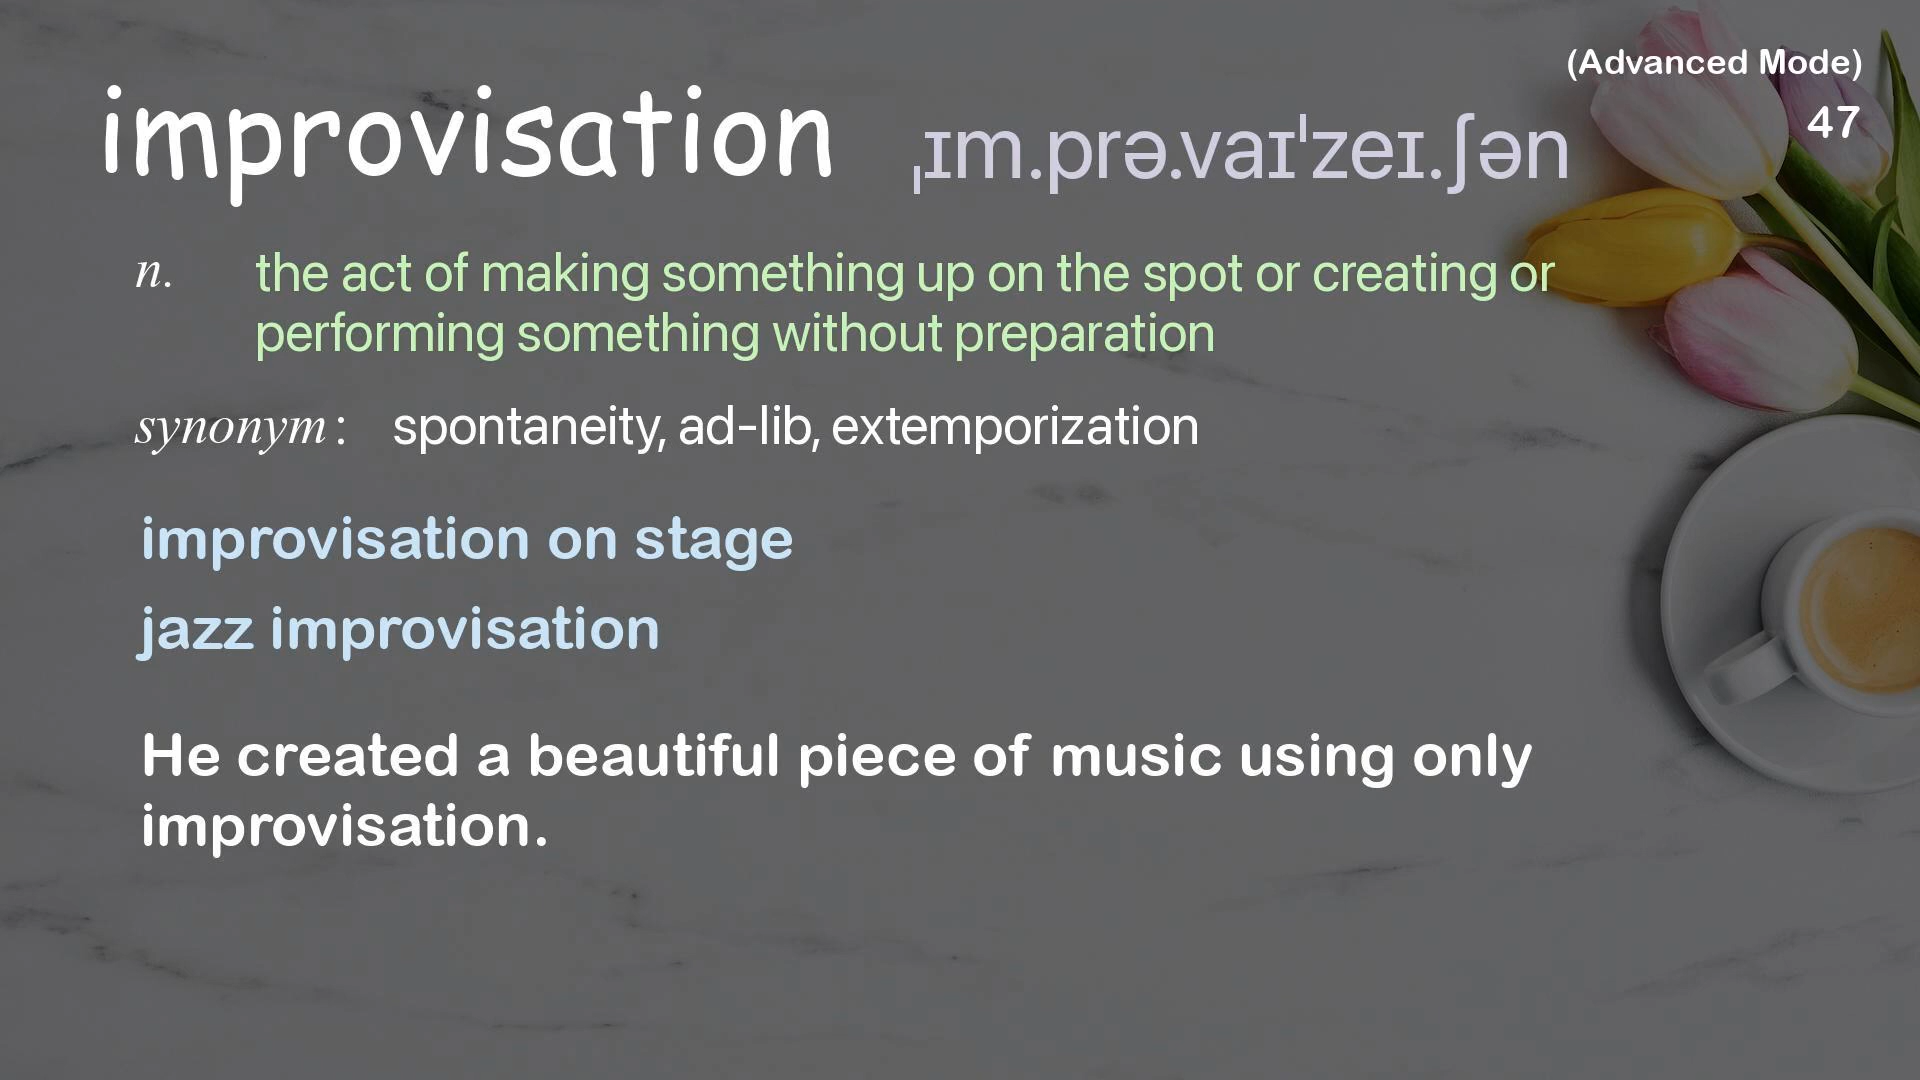 (Advanced Mode)
improvisation ˌɪm.prə.vaɪˈzeɪ.ʃən
47
n. the act of making something up on the spot or creating or
performing something without preparation
synonym: spontaneity, ad-lib, extemporization
improvisation on stage
jazz improvisation
He created a beautiful piece of music using only
improvisation.